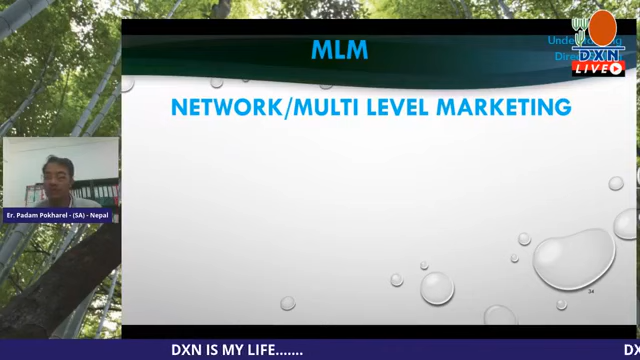 MLM
DXN
LIVE
NETWORK/MULTI LEVEL MARKETING
Er. Padam Pokharel - (SA) - Nepal
34
DXN IS MY LIFE.......
DX